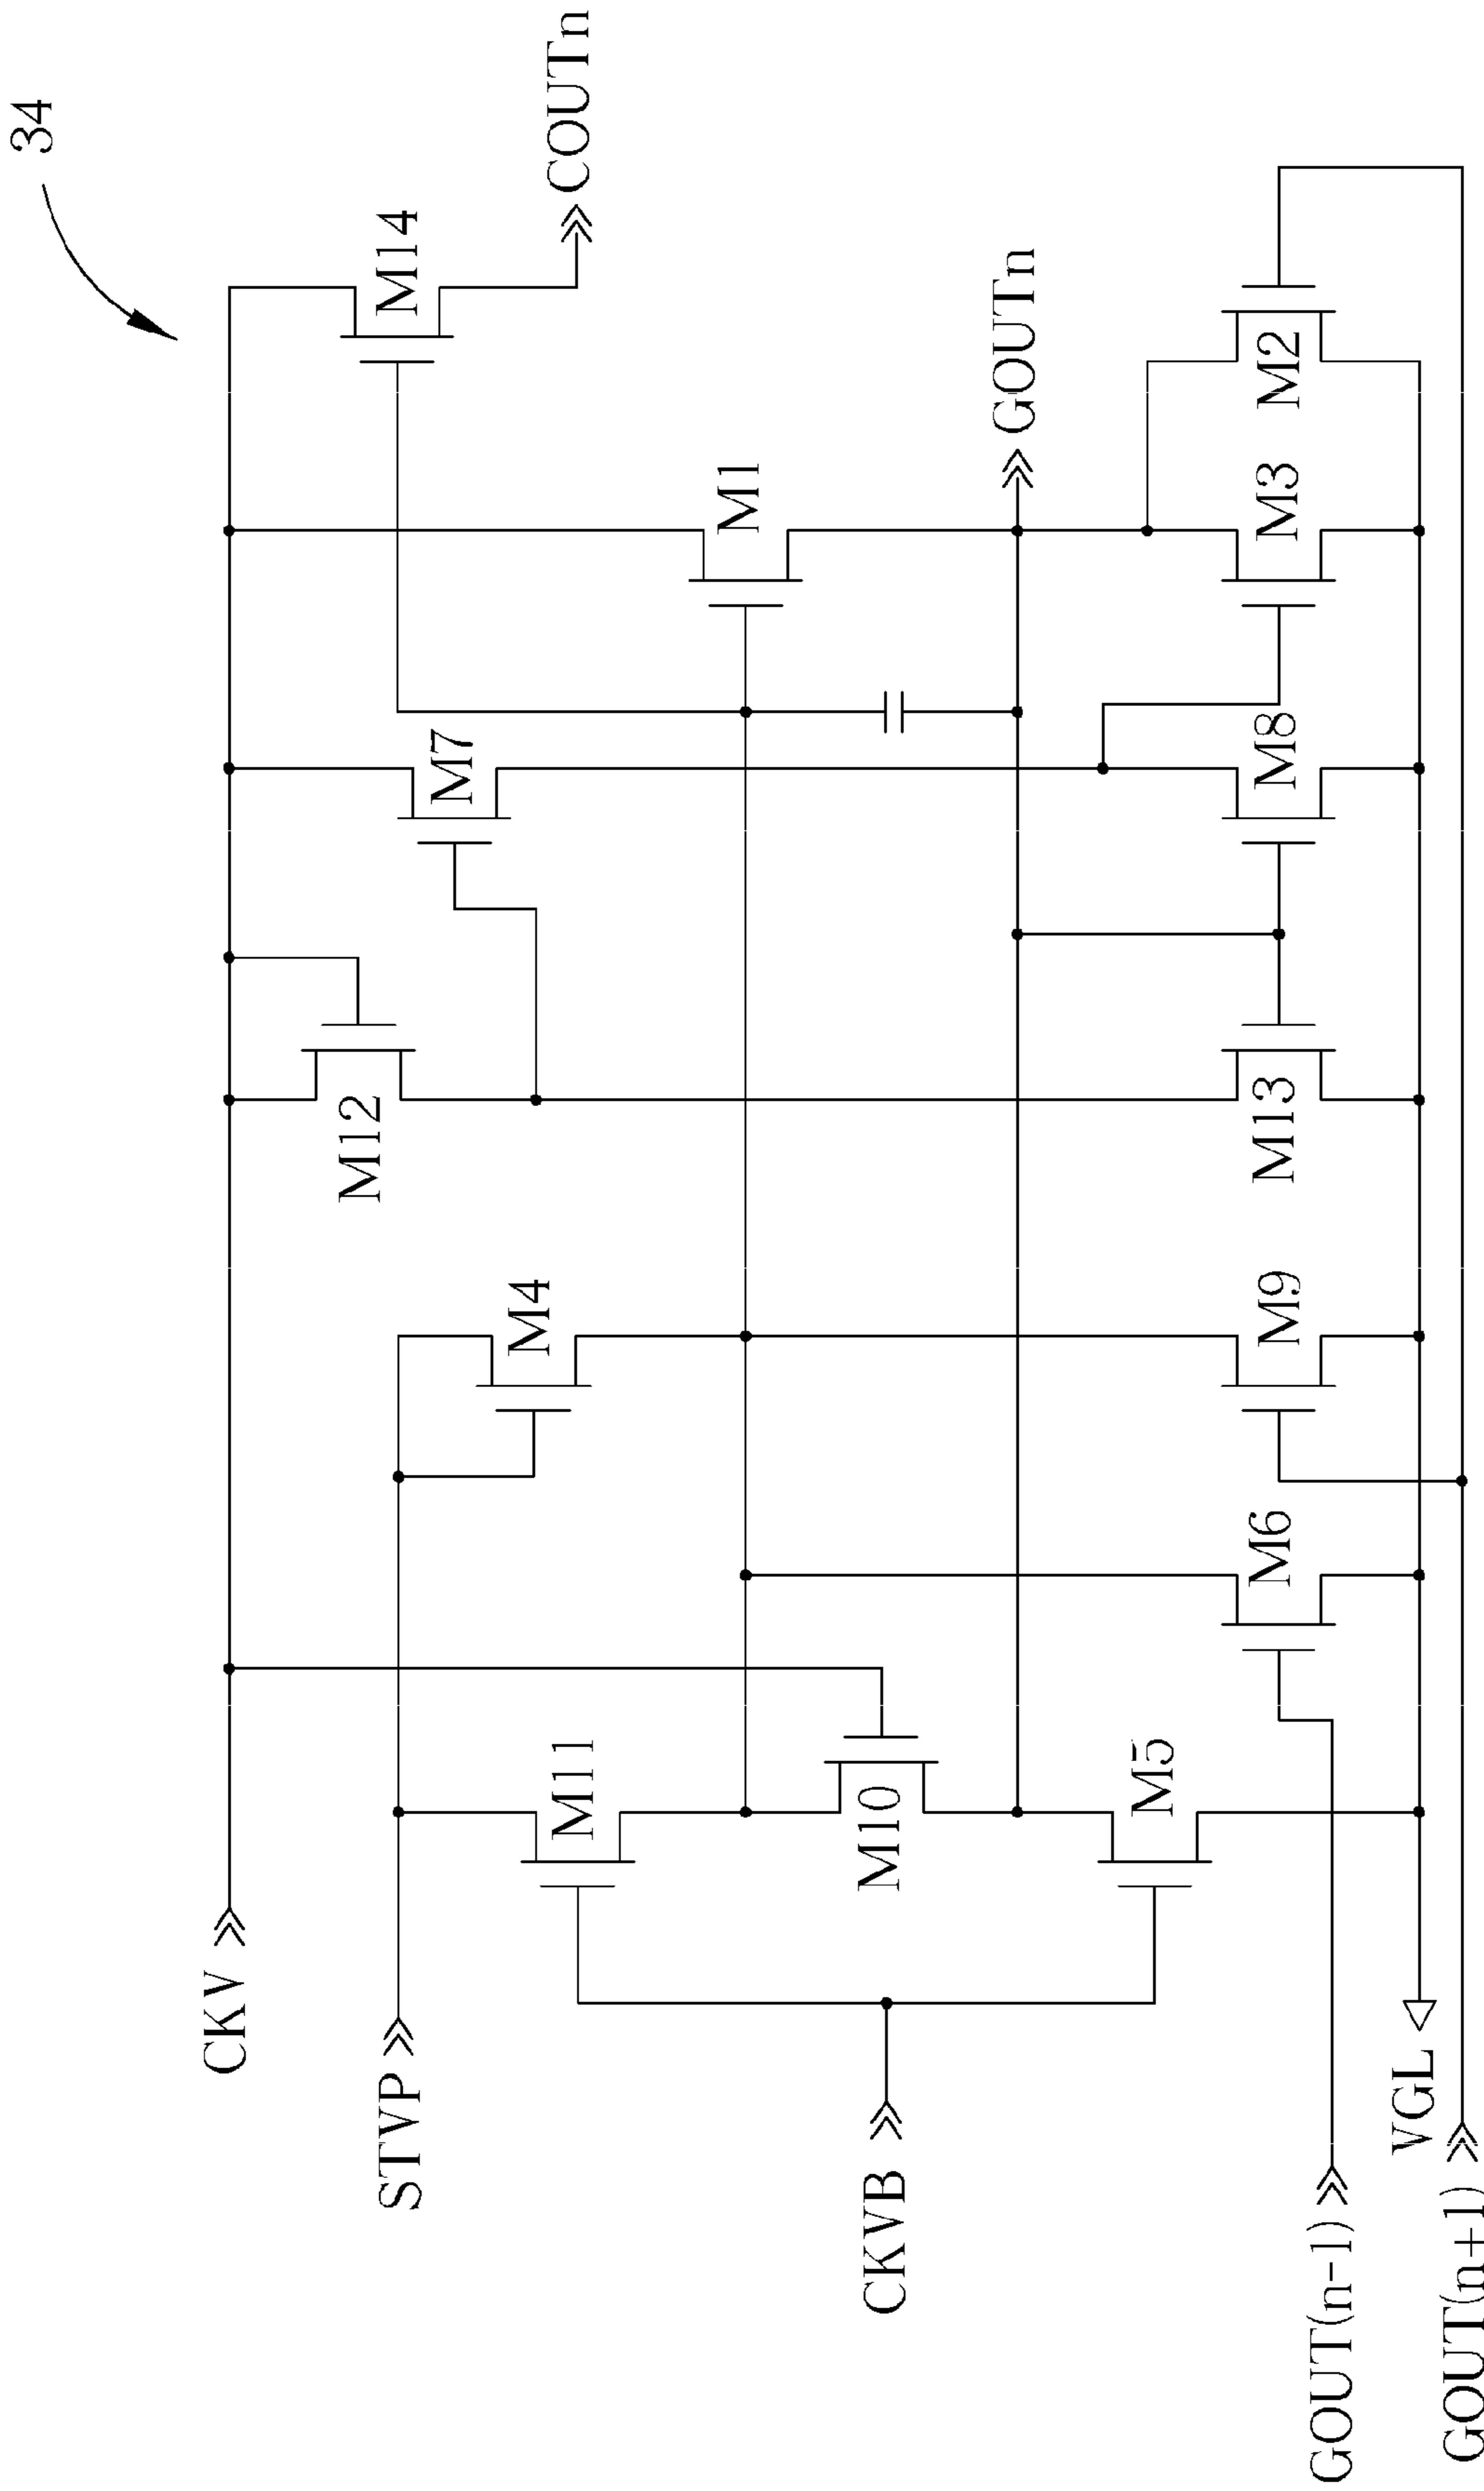 34
CKV
STVP
CKVB
GOUT(n-1)
VGL
GOUT(n+1)
M11
M10
M5
M6
M4
M9
M12
M13
M7
M8
M1
M3
M14
M2
COUTn
GOUTn